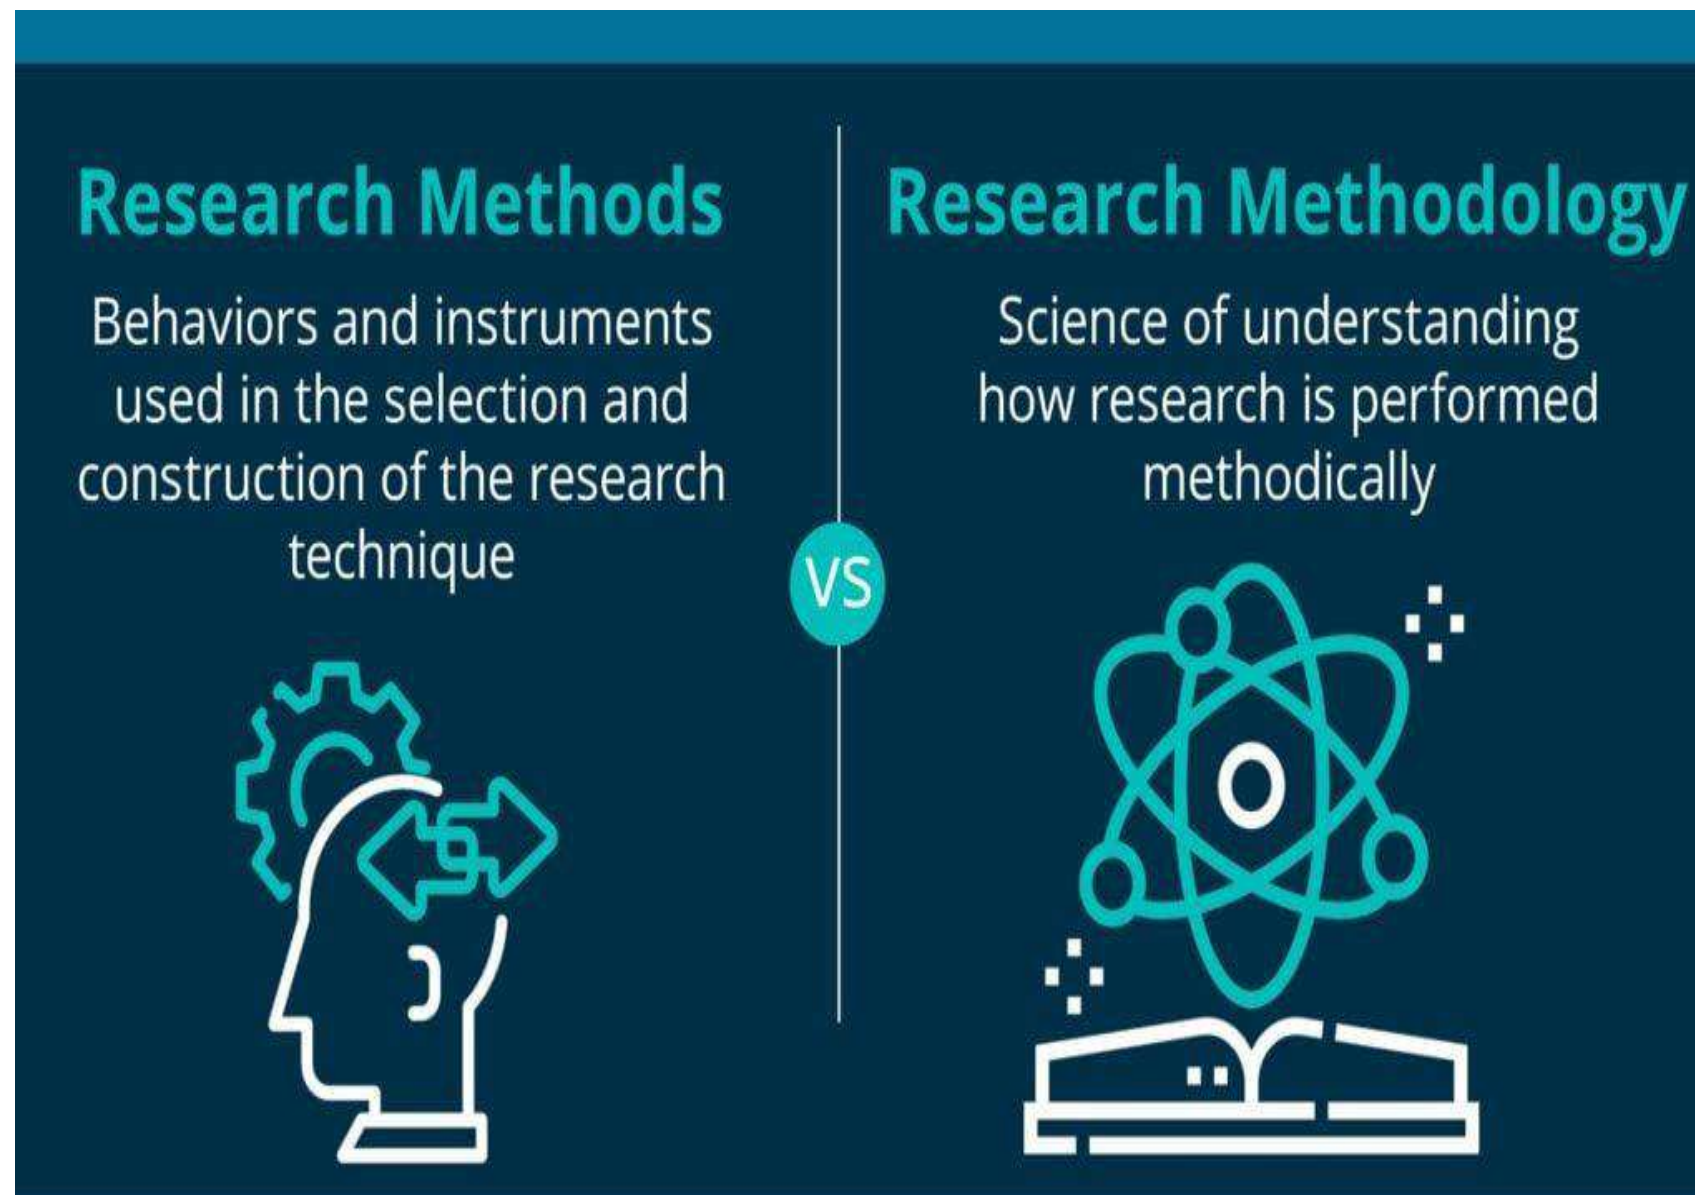 Research Methods
Behaviors and instruments
used in the selection and
construction of the research
technique
VS
Research Methodology
Science of understanding
how research is performed
methodically